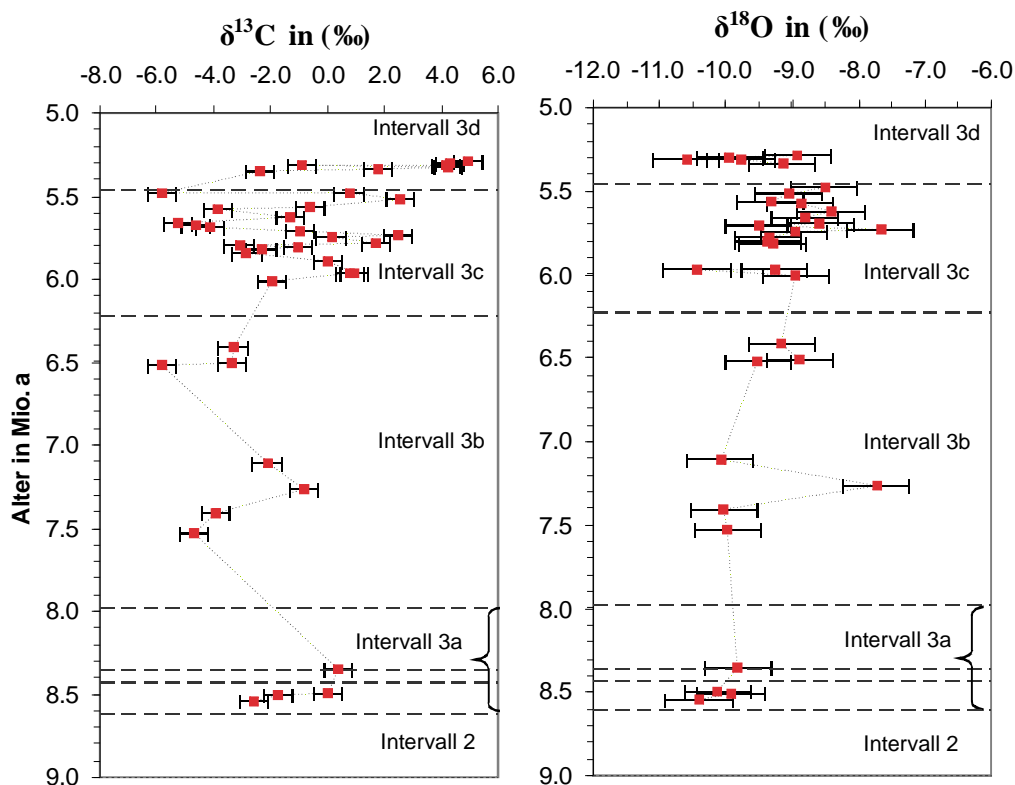 δ¹³C in (‰)
-8.0 -6.0 -4.0 -2.0 0.0 2.0 4.0 6.0
5.0
5.5
6.0
6.5
7.0
7.5
8.0
8.5
9.0
Alter in Mio. a
Intervall 3d
Intervall 3c
Intervall 3b
Intervall 3a
Intervall 2
δ¹⁸O in (‰)
-12.0 -11.0 -10.0 -9.0 -8.0 -7.0 -6.0
5.0
5.5
6.0
6.5
7.0
7.5
8.0
8.5
9.0
Intervall 3d
Intervall 3c
Intervall 3b
Intervall 3a
Intervall 2